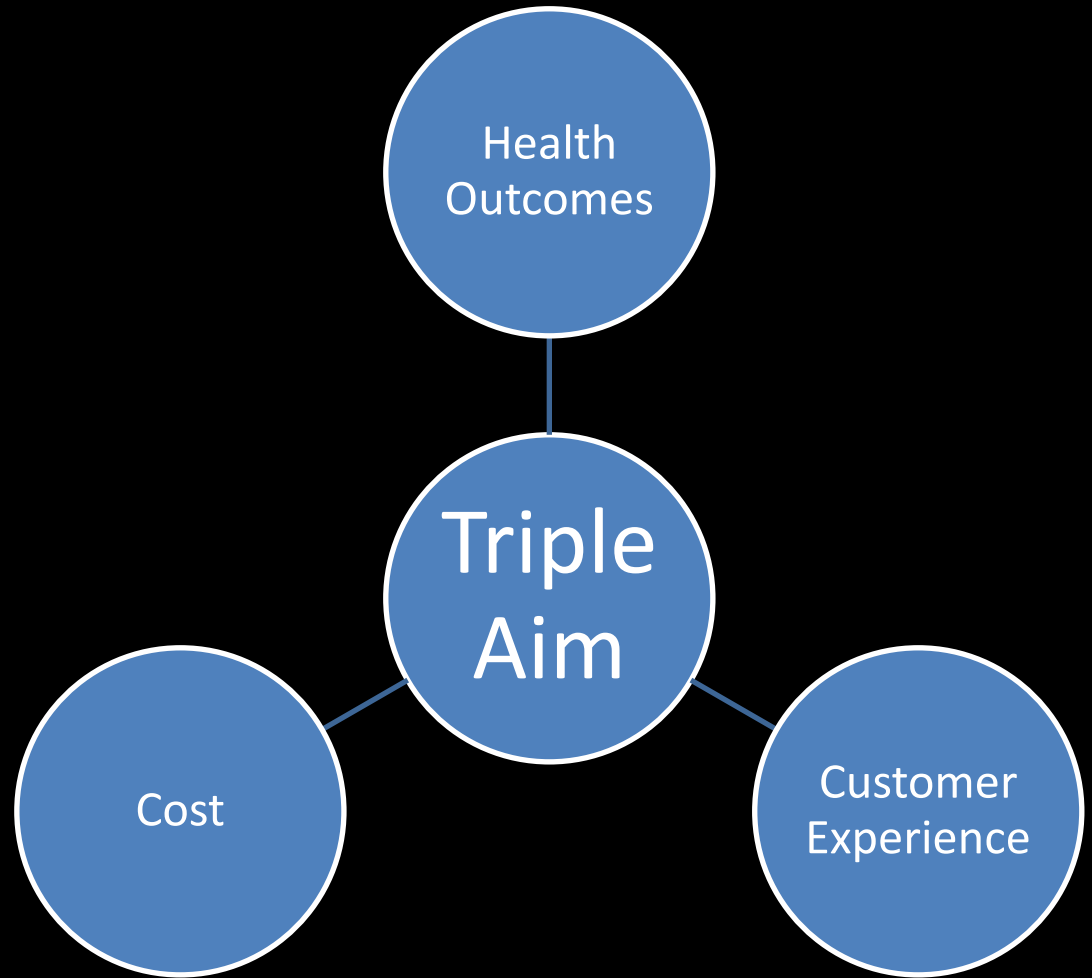 Health
Outcomes
Triple
Aim
Cost
Customer
Experience